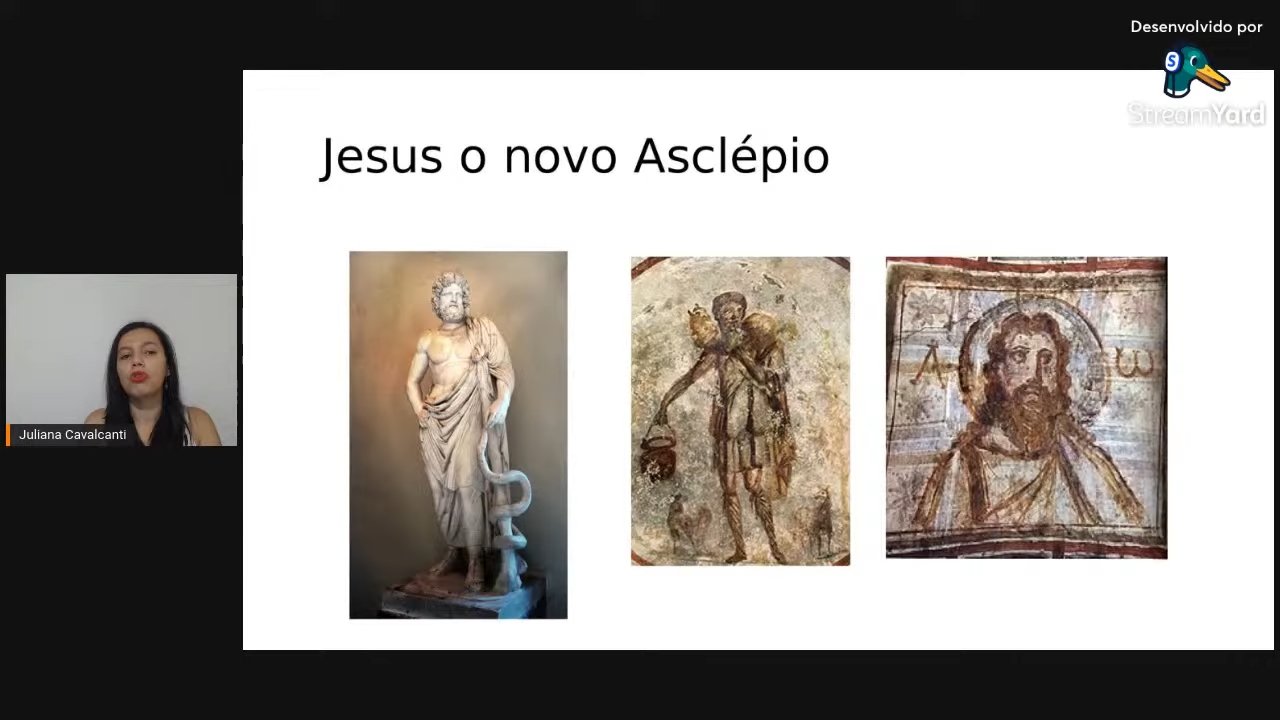 Desenvolvido por
S
StreamYard
Jesus o novo Asclépio
A ω
Juliana Cavalcanti